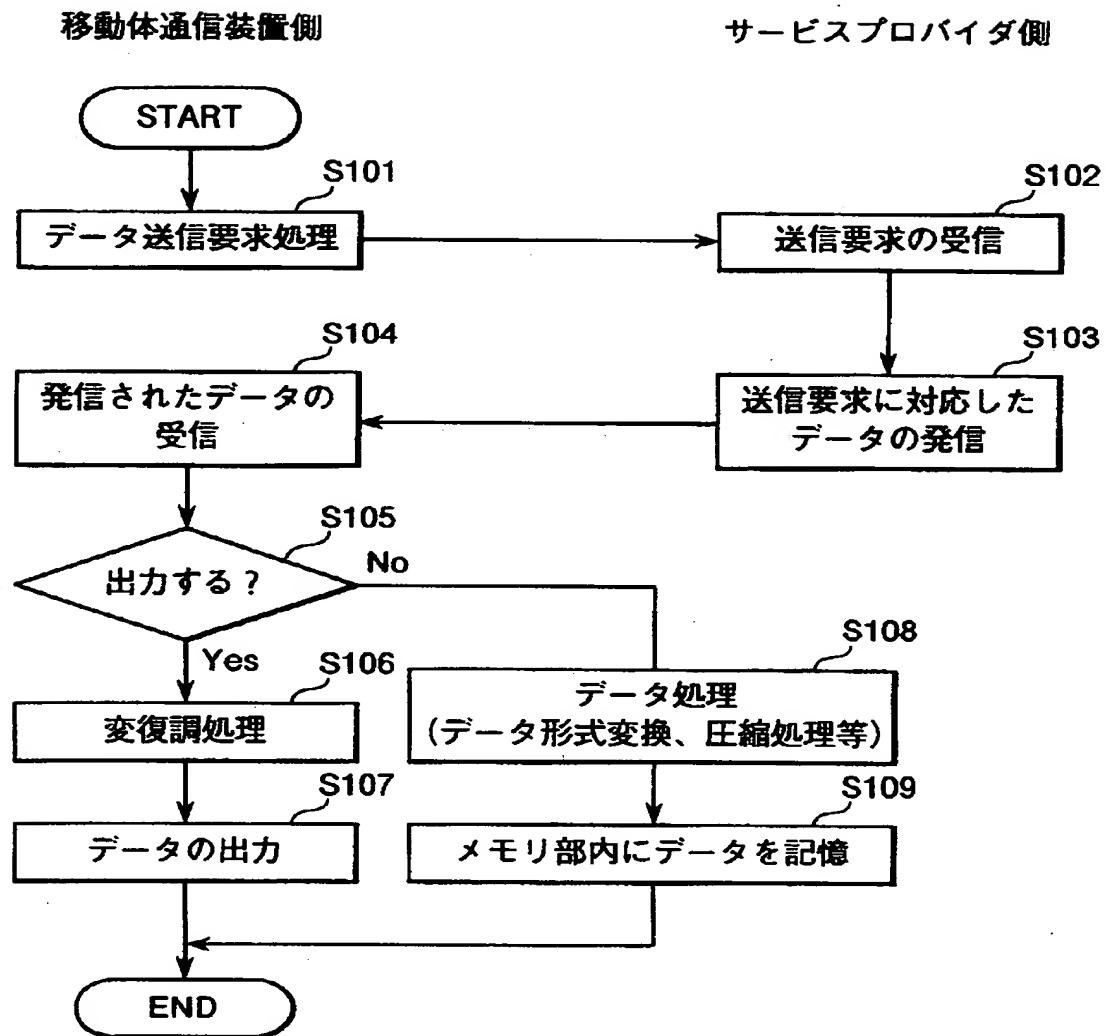 移動体通信装置側
サービスプロバイダ側
START
S101
データ送信要求処理
S102
送信要求の受信
S104
発信されたデータの
受信
S103
送信要求に対応した
データの発信
S105
出力する？
No
Yes
S106
変復調処理
S108
データ処理
（データ形式変換、圧縮処理等）
S107
データの出力
S109
メモリ部内にデータを記憶
END